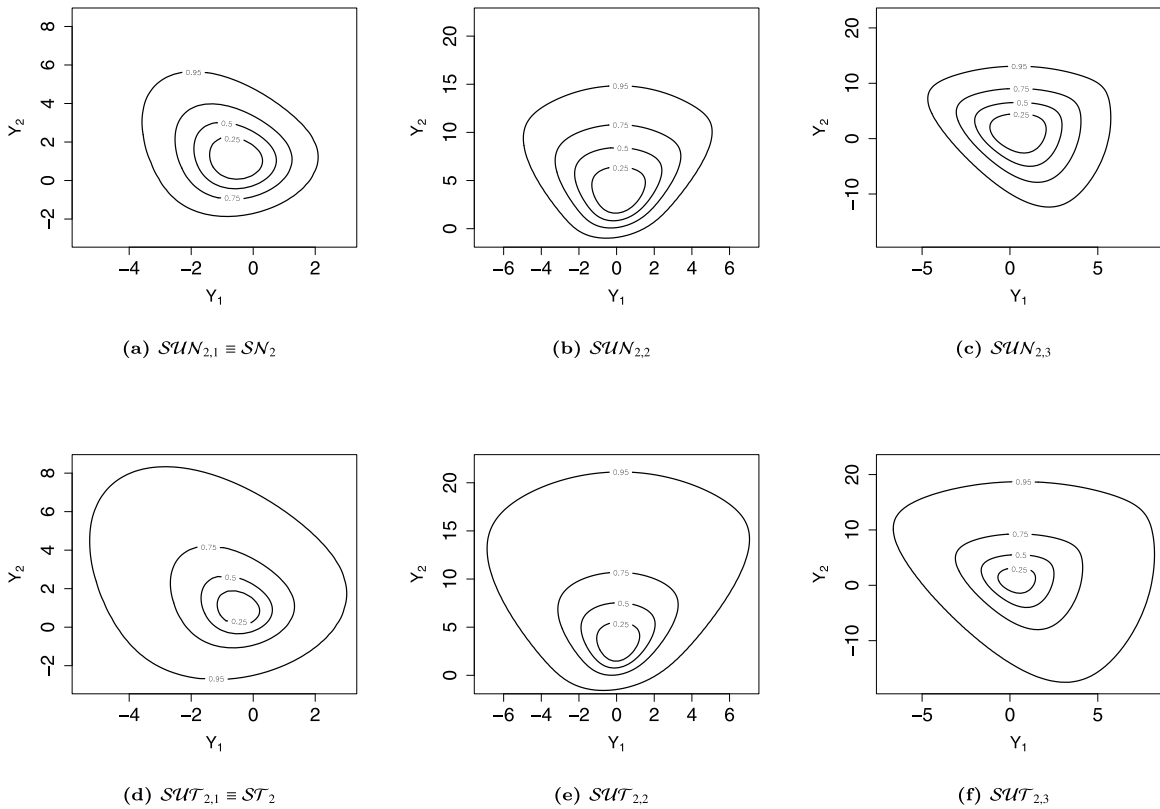 8
6
4
2
0
−2
Y2
0.95
0.5
0.25
0.75
−4 −2 0 2
Y1
(a) SUN2,1 ≡ SN2
20
15
10
5
0
Y2
0.95
0.75
0.5
0.25
−6 −4 −2 0 2 4 6
Y1
(b) SUN2,2
20
10
0
−10
Y2
0.95
0.75
0.5
0.25
−5 0 5
Y1
(c) SUN2,3
8
6
4
2
0
−2
Y2
0.75
0.5
0.25
0.95
−4 −2 0 2
Y1
(d) SUT2,1 ≡ ST2
20
15
10
5
0
Y2
0.95
0.75
0.5
0.25
−6 −4 −2 0 2 4 6
Y1
(e) SUT2,2
20
10
0
−10
Y2
0.95
0.75
0.5
0.25
−5 0 5
Y1
(f) SUT2,3